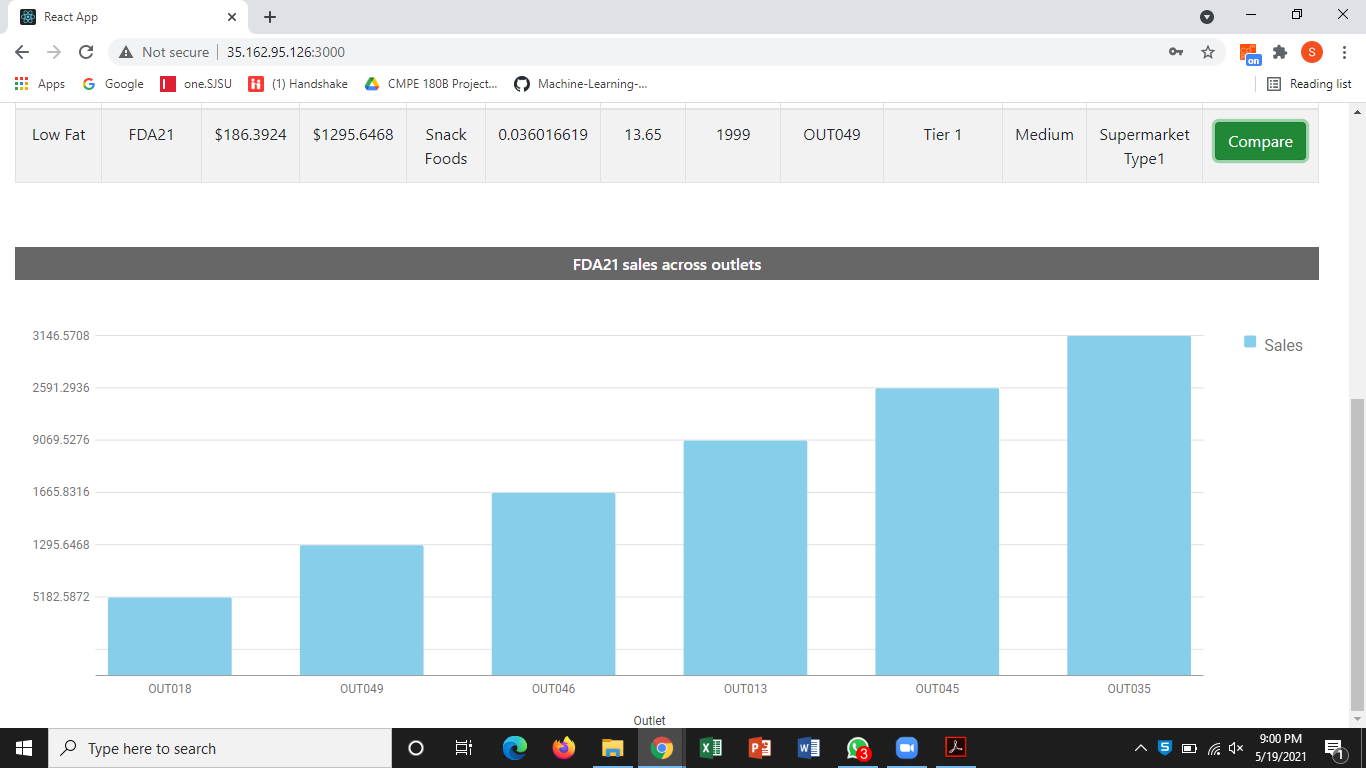 React App
Not secure
35.162.95.126:3000
S
on
Apps
Google
one.SJSU
(1) Handshake
CMPE 180B Project...
Machine-Learning-...
Reading list
Low Fat
FDA21
$186.3924
$1295.6468
Snack
Foods
0.036016619
13.65
1999
OUT049
Tier 1
Medium
Supermarket
Type1
Compare
FDA21 sales across outlets
3146.5708
2591.2936
9069.5276
1665.8316
1295.6468
5182.5872
Sales
OUT018
OUT049
OUT046
OUT013
OUT045
OUT035
Outlet
Type here to search
3
9:00 PM
5/19/2021
1